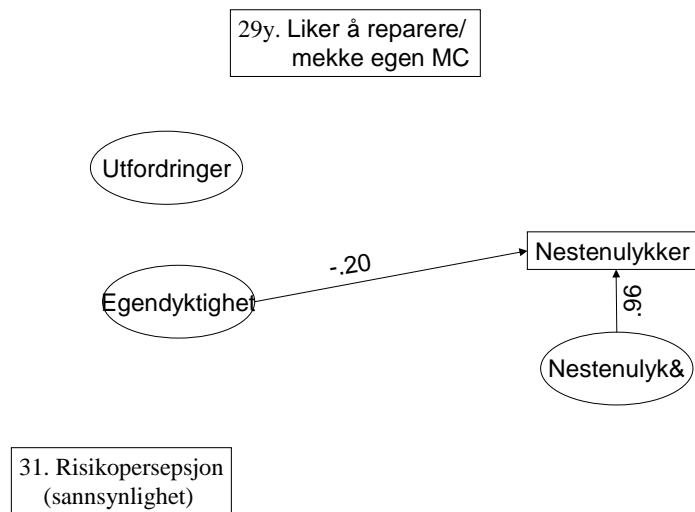 29y. Liker å reparere/
mekke egen MC
Utfordringer
-.20
Nestenulykker
Egendyktighet
.96
Nestenulyk&
31. Risikopersepsjon
(sannsynlighet)